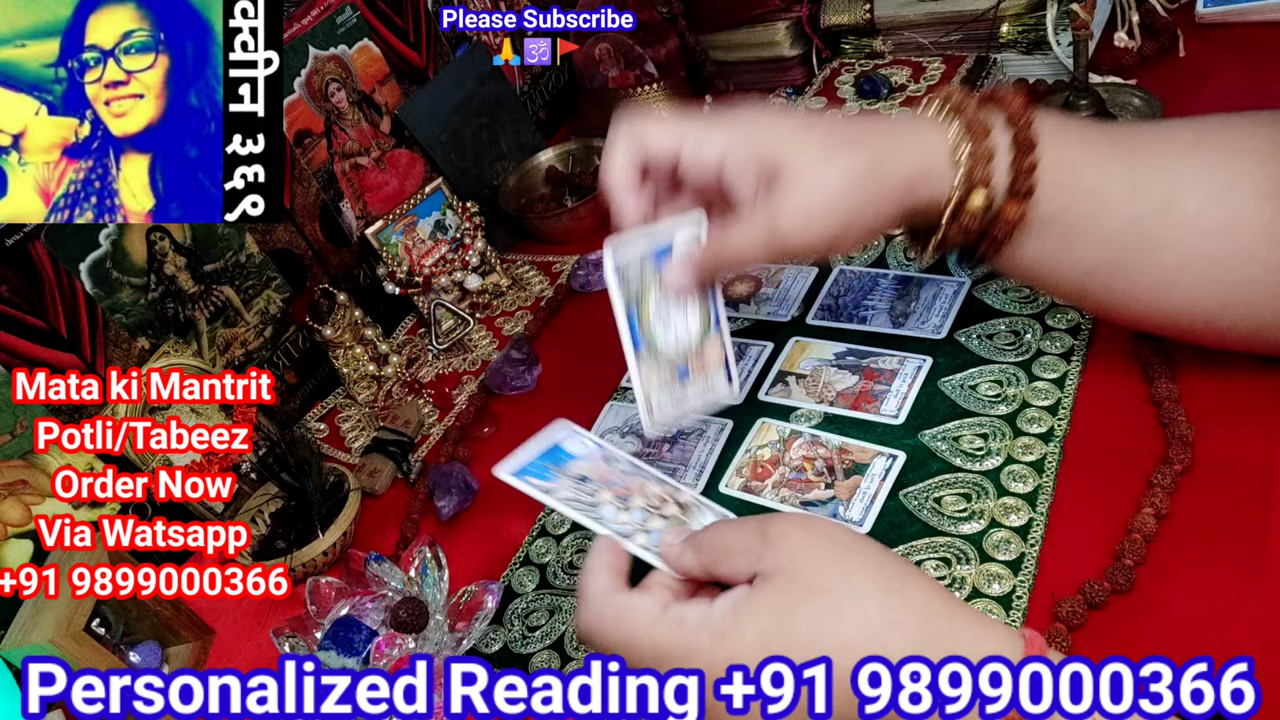 Please Subscribe
🙏🕉🚩
क्वीन ३६९
Mata ki Mantrit
Potli/Tabeez
Order Now
Via Watsapp
+91 9899000366
Personalized Reading +91 9899000366